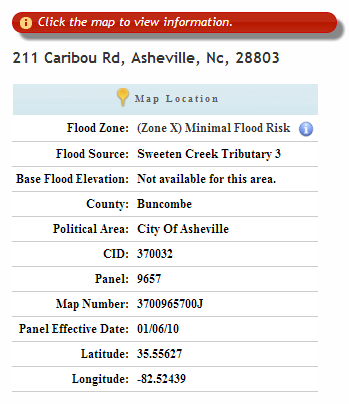 Click the map to view information.
211 Caribou Rd, Asheville, Nc, 28803
Map Location
Flood Zone: (Zone X) Minimal Flood Risk
Flood Source: Sweeten Creek Tributary 3
Base Flood Elevation: Not available for this area.
County: Buncombe
Political Area: City Of Asheville
CID: 370032
Panel: 9657
Map Number: 3700965700J
Panel Effective Date: 01/06/10
Latitude: 35.55627
Longitude: -82.52439